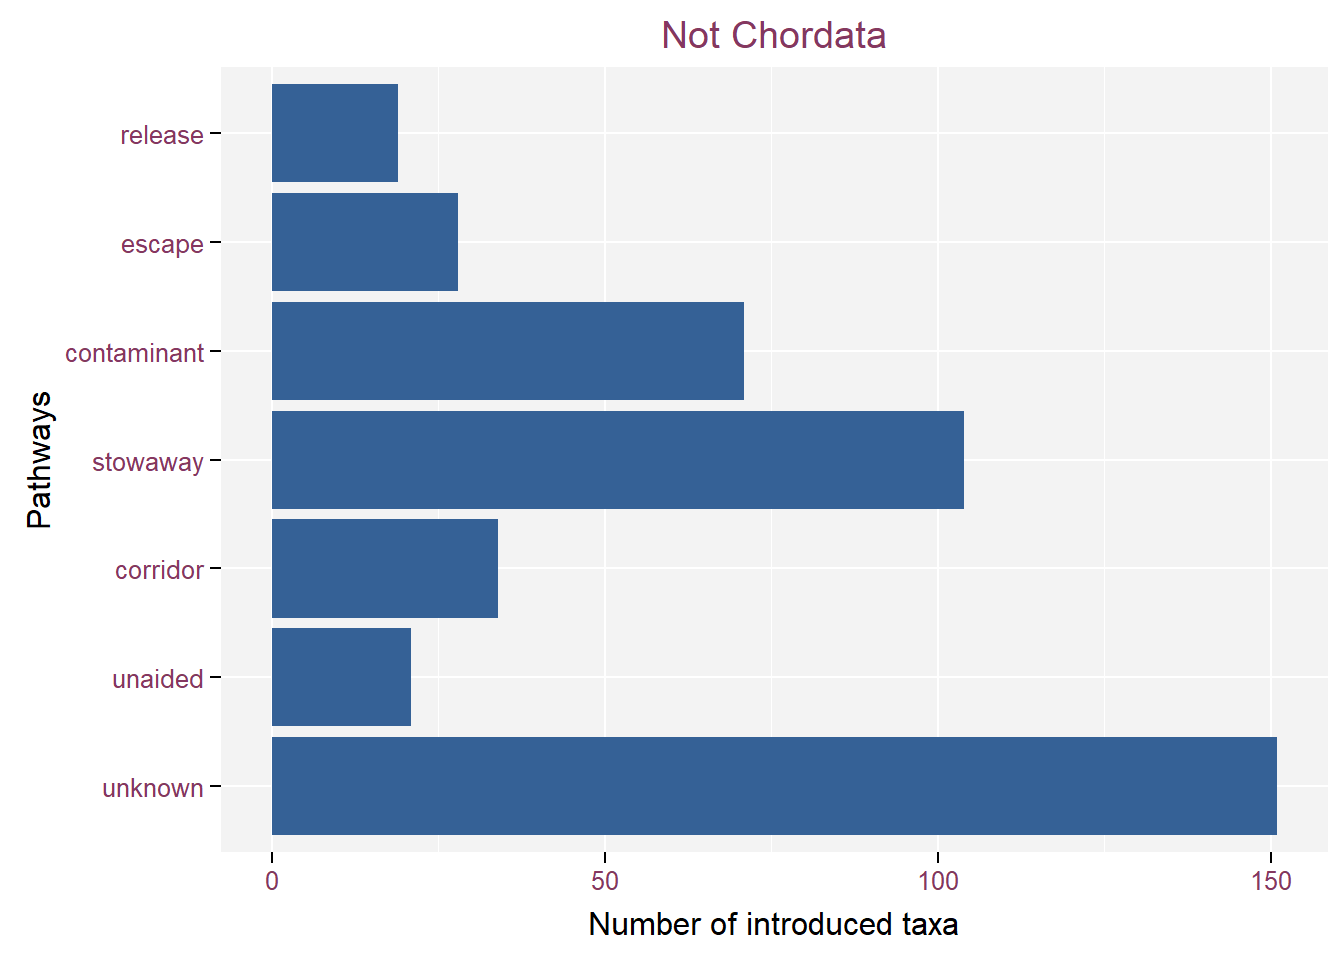 Not Chordata
release
escape
contaminant
stowaway
corridor
unaided
unknown
Pathways
0 50 100 150
Number of introduced taxa